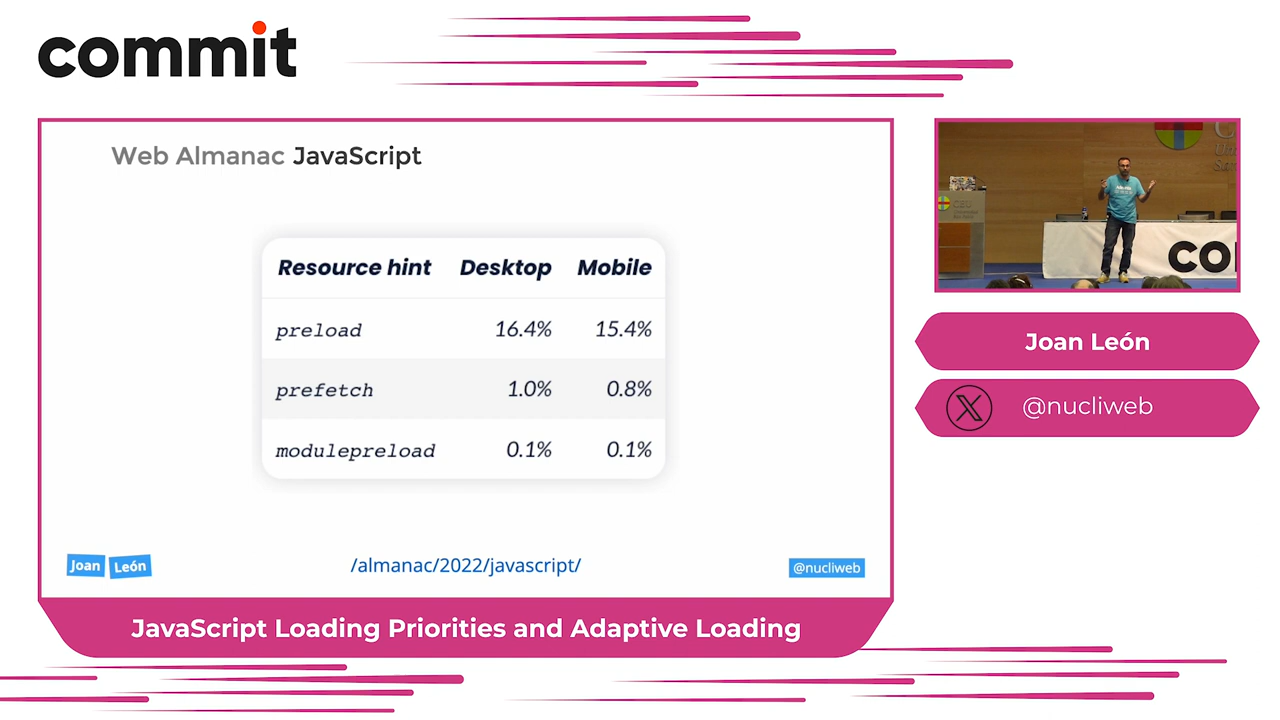 commit
Web Almanac JavaScript
Resource hint Desktop Mobile
preload 16.4% 15.4%
prefetch 1.0% 0.8%
modulepreload 0.1% 0.1%
Joan León
/almanac/2022/javascript/
@nucliweb
JavaScript Loading Priorities and Adaptive Loading
CEU
co
Joan León
@nucliweb